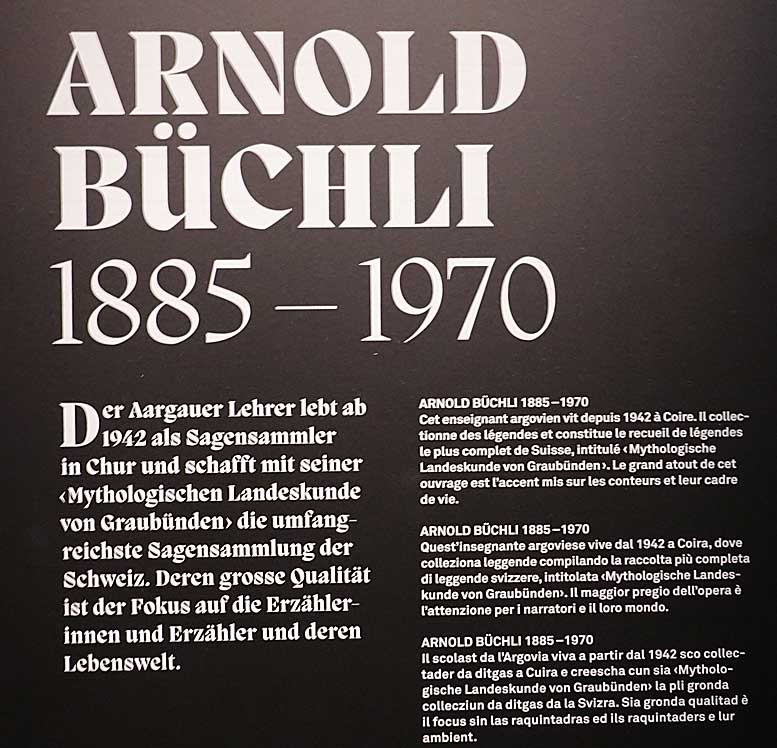 ARNOLD
BÜCHLI
1885 – 1970
Der Aargauer Lehrer lebt ab
1942 als Sagensammler
in Chur und schafft mit seiner
‹Mythologischen Landeskunde
von Graubünden› die umfang-
reichste Sagensammlung der
Schweiz. Deren grosse Qualität
ist der Fokus auf die Erzähler-
innen und Erzähler und deren
Lebenswelt.
ARNOLD BÜCHLI 1885 – 1970
Cet enseignant argovien vit depuis 1942 à Coire. Il collec-
tionne des légendes et constitue le recueil de légendes
le plus complet de Suisse, intitulé ‹ Mythologische
Landeskunde von Graubünden ›. Le grand atout de cet
ouvrage est l'accent mis sur les conteurs et leur cadre
de vie.
ARNOLD BÜCHLI 1885 – 1970
Quest'insegnante argoviese vive dal 1942 a Coira, dove
colleziona leggende compilando la raccolta più completa
di leggende svizzere, intitolata ‹Mythologische Landes-
kunde von Graubünden›. Il maggior pregio dell'opera è
l'attenzione per i narratori e il loro mondo.
ARNOLD BÜCHLI 1885 – 1970
Il scolast da l'Argovia viva a partir dal 1942 sco collec-
tader da ditgas a Cuira e creescha cun sia ‹Mytholo-
gische Landeskunde von Graubünden› la pli gronda
collecziun da ditgas da la Svizra. Sia gronda qualitad è
il focus sin las raquintadras ed ils raquintaders e lur
ambient.